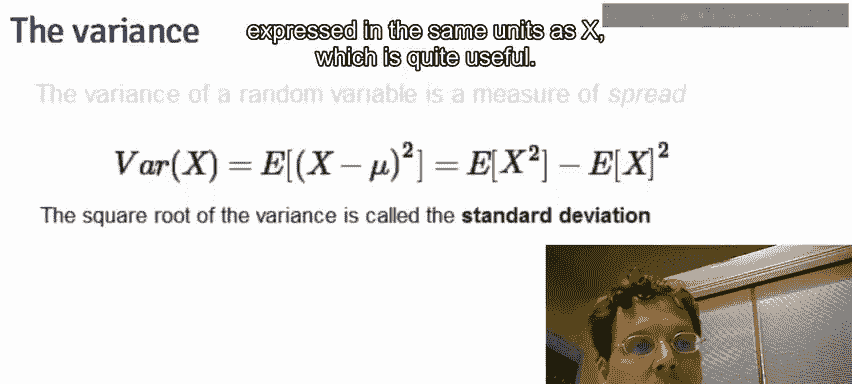 The variance
expressed in the same units as X,
which is quite useful.
The variance of a random variable is a measure of spread
Var(X) = E[(X − μ)²] = E[X²] − E[X]²
The square root of the variance is called the standard deviation